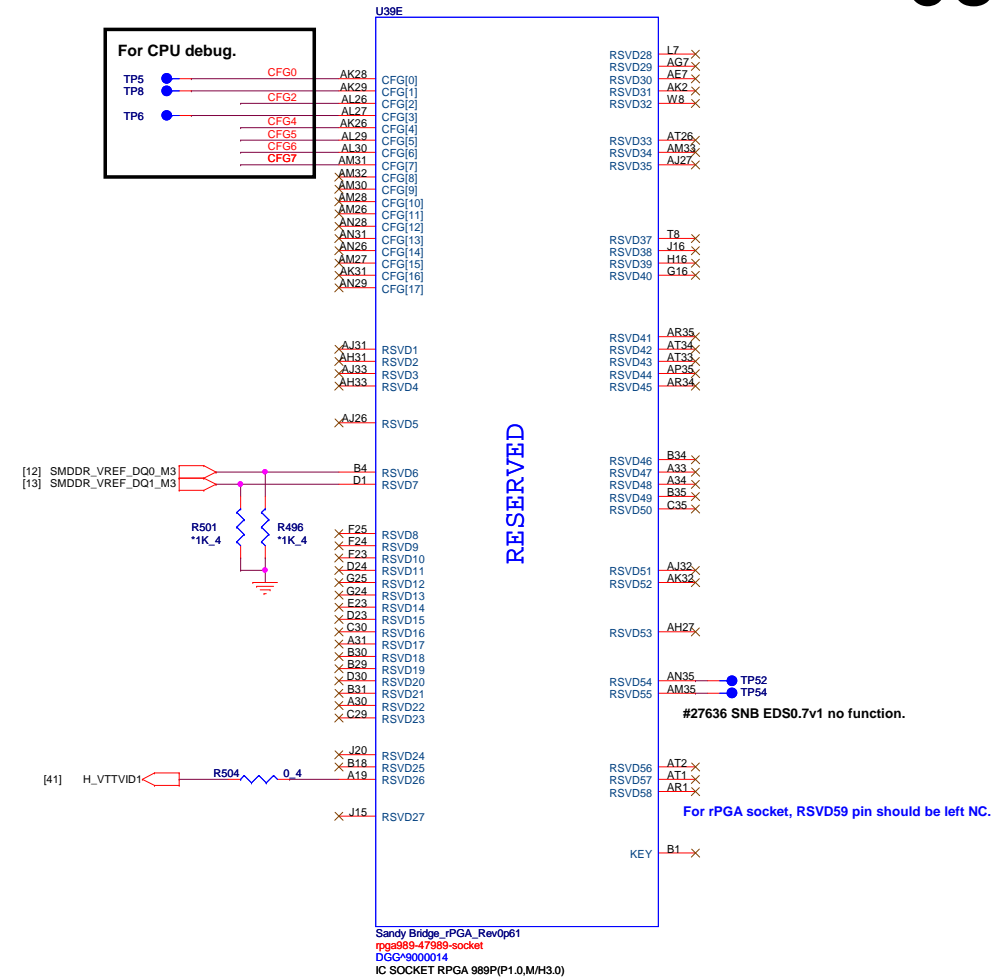 U39E
For CPU debug.
TP5 CFG0 AK28 CFG[0]
TP8 AK29 CFG[1]
CFG2 AL26 CFG[2]
TP6 AL27 CFG[3]
CFG4 AK26 CFG[4]
CFG5 AL29 CFG[5]
CFG6 AL30 CFG[6]
CFG7 AM31 CFG[7]
AM32 CFG[8]
AM30 CFG[9]
AM28 CFG[10]
AM26 CFG[11]
AN28 CFG[12]
AN31 CFG[13]
AN26 CFG[14]
AM27 CFG[15]
AK31 CFG[16]
AN29 CFG[17]
AJ31 RSVD1
AH31 RSVD2
AJ33 RSVD3
AH33 RSVD4
AJ26 RSVD5
[12] SMDDR_VREF_DQ0_M3 B4 RSVD6
[13] SMDDR_VREF_DQ1_M3 D1 RSVD7
R501 *1K_4
R496 *1K_4
F25 RSVD8
F24 RSVD9
F23 RSVD10
D24 RSVD11
G25 RSVD12
G24 RSVD13
E23 RSVD14
D23 RSVD15
C30 RSVD16
A31 RSVD17
B30 RSVD18
B29 RSVD19
D30 RSVD20
B31 RSVD21
A30 RSVD22
C29 RSVD23
J20 RSVD24
B18 RSVD25
[41] H_VTTVID1 R504 0_4 A19 RSVD26
J15 RSVD27
RESERVED
RSVD28 L7
RSVD29 AG7
RSVD30 AE7
RSVD31 AK2
RSVD32 W8
RSVD33 AT26
RSVD34 AM33
RSVD35 AJ27
RSVD37 T8
RSVD38 J16
RSVD39 H16
RSVD40 G16
RSVD41 AR35
RSVD42 AT34
RSVD43 AT33
RSVD44 AP35
RSVD45 AR34
RSVD46 B34
RSVD47 A33
RSVD48 A34
RSVD49 B35
RSVD50 C35
RSVD51 AJ32
RSVD52 AK32
RSVD53 AH27
RSVD54 AN35 TP52
RSVD55 AM35 TP54
#27636 SNB EDS0.7v1 no function.
RSVD56 AT2
RSVD57 AT1
RSVD58 AR1
For rPGA socket, RSVD59 pin should be left NC.
KEY B1
Sandy Bridge_rPGA_Rev0p61
rpga989-47989-socket
DGG^9000014
IC SOCKET RPGA 989P(P1.0,M/H3.0)